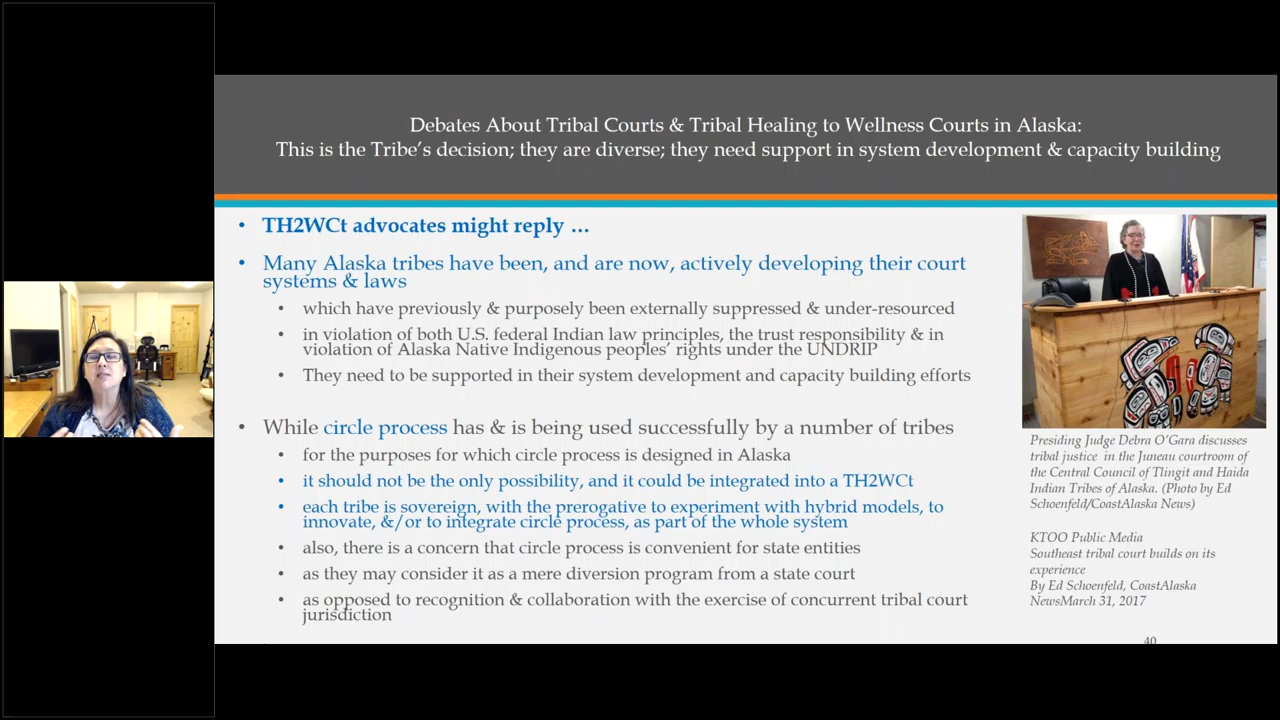 Debates About Tribal Courts & Tribal Healing to Wellness Courts in Alaska:
This is the Tribe's decision; they are diverse; they need support in system development & capacity building
• TH2WCt advocates might reply …
• Many Alaska tribes have been, and are now, actively developing their court
systems & laws
• which have previously & purposely been externally suppressed & under-resourced
• in violation of both U.S. federal Indian law principles, the trust responsibility & in
violation of Alaska Native Indigenous peoples' rights under the UNDRIP
• They need to be supported in their system development and capacity building efforts
• While circle process has & is being used successfully by a number of tribes
• for the purposes for which circle process is designed in Alaska
• it should not be the only possibility, and it could be integrated into a TH2WCt
• each tribe is sovereign, with the prerogative to experiment with hybrid models, to
innovate, &/or to integrate circle process, as part of the whole system
• also, there is a concern that circle process is convenient for state entities
• as they may consider it as a mere diversion program from a state court
• as opposed to recognition & collaboration with the exercise of concurrent tribal court
jurisdiction
Presiding Judge Debra O'Gara discusses
tribal justice in the Juneau courtroom of
the Central Council of Tlingit and Haida
Indian Tribes of Alaska. (Photo by Ed
Schoenfeld/CoastAlaska News)
KTOO Public Media
Southeast tribal court builds on its
experience
By Ed Schoenfeld, CoastAlaska
NewsMarch 31, 2017
40